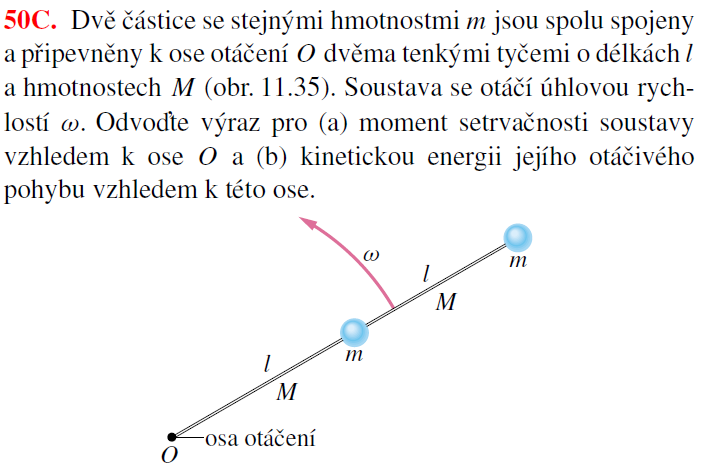 50C. Dvě částice se stejnými hmotnostmi m jsou spolu spojeny
a připevněny k ose otáčení O dvěma tenkými tyčemi o délkách l
a hmotnostech M (obr. 11.35). Soustava se otáčí úhlovou rych-
lostí ω. Odvoďte výraz pro (a) moment setrvačnosti soustavy
vzhledem k ose O a (b) kinetickou energii jejího otáčivého
pohybu vzhledem k této ose.
ω
m
l
M
m
l
M
osa otáčení
O